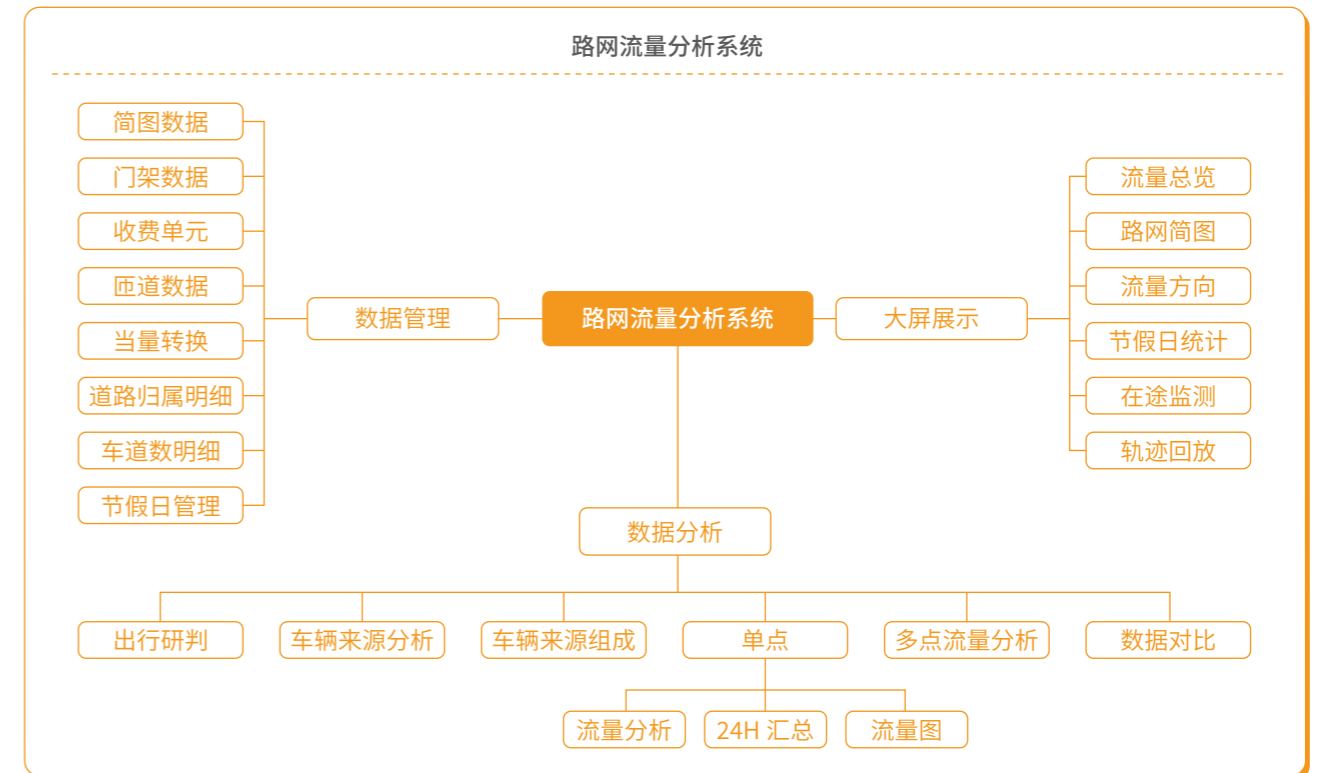 路网流量分析系统
简图数据
门架数据
收费单元
匝道数据
当量转换
道路归属明细
车道数明细
节假日管理
数据管理
路网流量分析系统
大屏展示
流量总览
路网简图
流量方向
节假日统计
在途监测
轨迹回放
数据分析
出行研判
车辆来源分析
车辆来源组成
单点
多点流量分析
数据对比
流量分析
24H 汇总
流量图